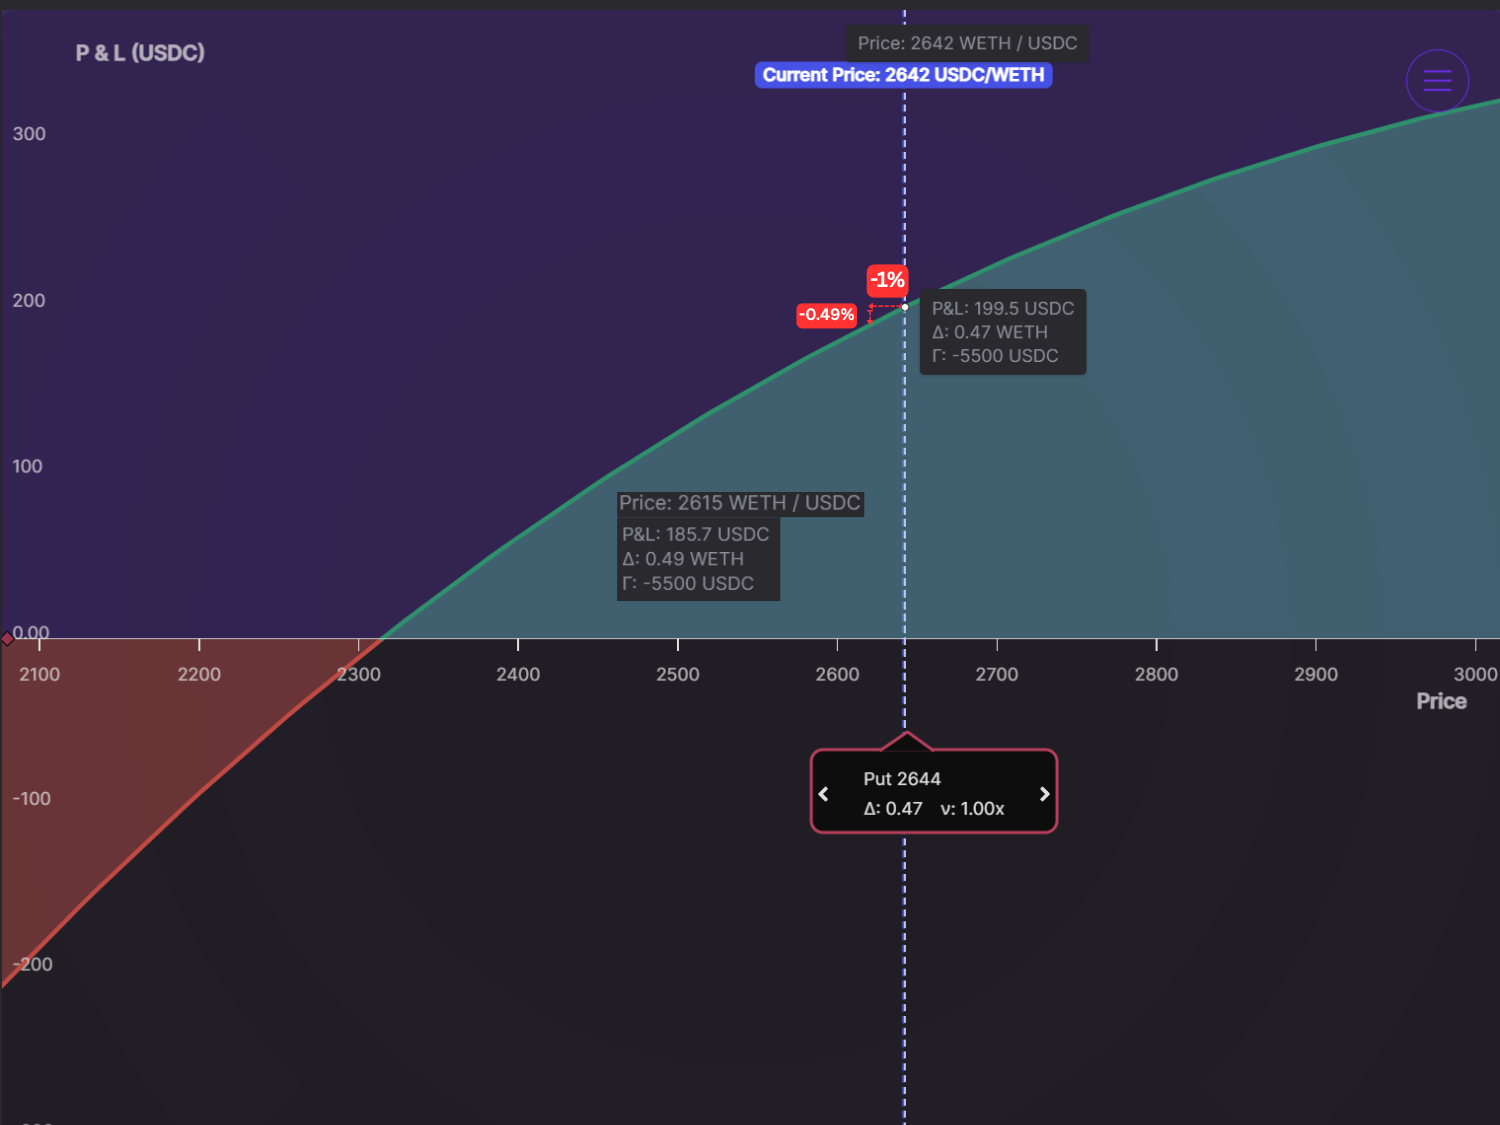 P & L (USDC)
Price: 2642 WETH / USDC
Current Price: 2642 USDC/WETH
300
-1%
200
-0.49%
P&L: 199.5 USDC
Δ: 0.47 WETH
Γ: -5500 USDC
100
Price: 2615 WETH / USDC
P&L: 185.7 USDC
Δ: 0.49 WETH
Γ: -5500 USDC
0.00
2100 2200 2300 2400 2500 2600 2700 2800 2900 3000
Price
Put 2644
-100
Δ: 0.47 ν: 1.00x
-200